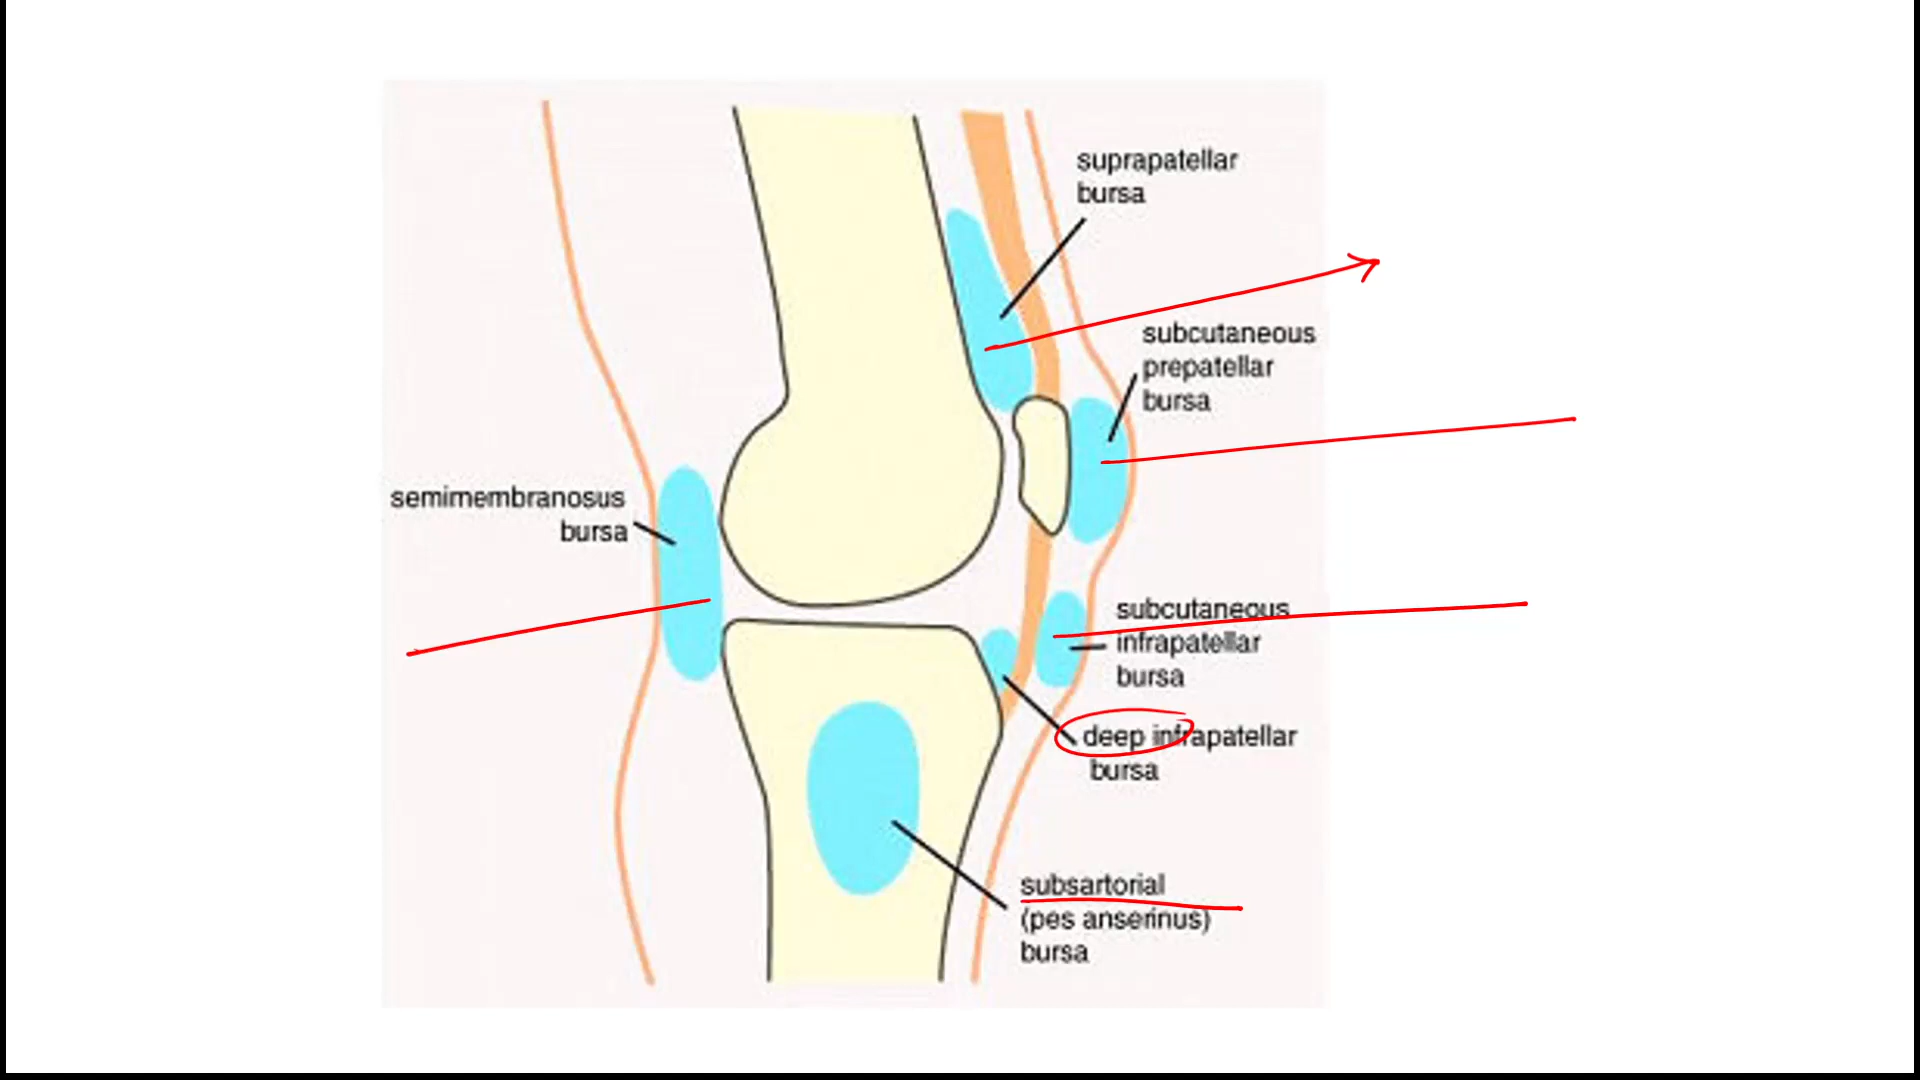 suprapatellar
bursa
subcutaneous
prepatellar
bursa
semimembranosus
bursa
subcutaneous
infrapatellar
bursa
deep infrapatellar
bursa
subsartorial
(pes anserinus)
bursa